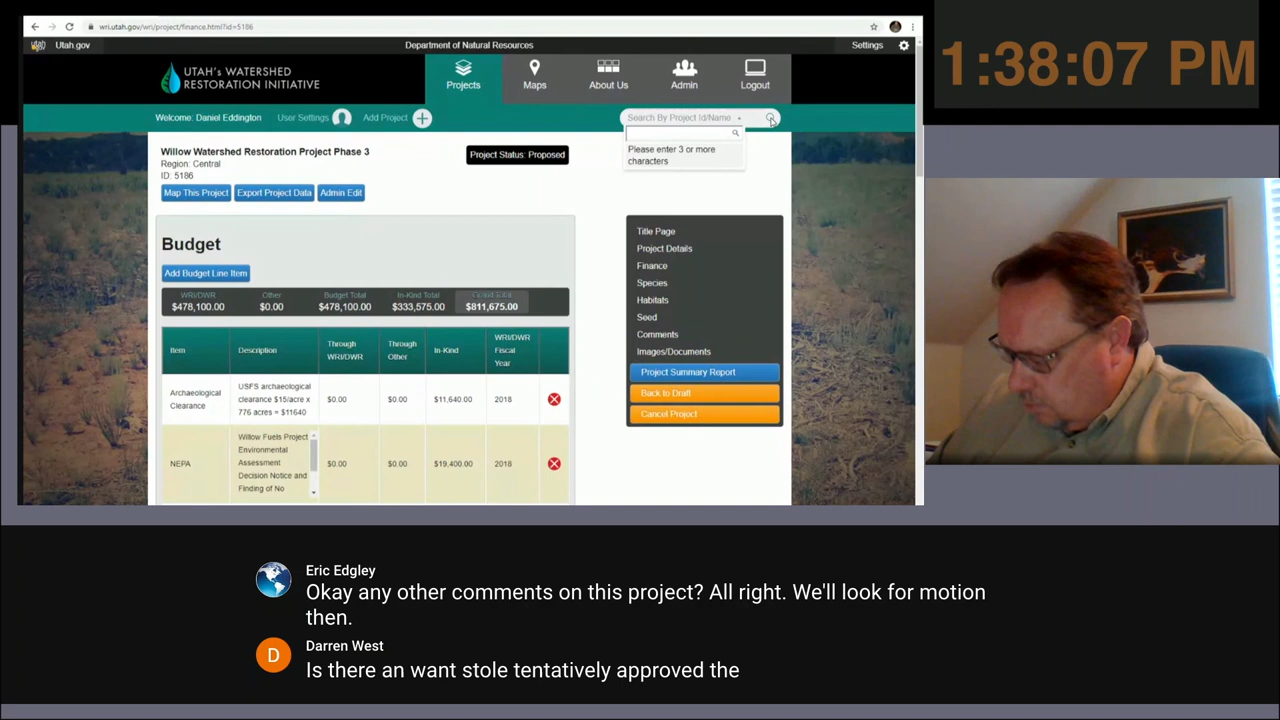 wri.utah.gov/wri/project/finance.html?id=5186
1:38:07 PM
Utah.gov
Department of Natural Resources
Settings
UTAH'S WATERSHED
RESTORATION INITIATIVE
Projects
Maps
About Us
Admin
Logout
Welcome: Daniel Eddington
User Settings
Add Project
Search By Project Id/Name
Please enter 3 or more
characters
Willow Watershed Restoration Project Phase 3
Region: Central
ID: 5186
Project Status: Proposed
Map This Project
Export Project Data
Admin Edit
Budget
Add Budget Line Item
WRI/DWR Other Budget Total In-Kind Total Grand Total
$478,100.00 $0.00 $478,100.00 $333,575.00 $811,675.00
Item Description Through WRI/DWR Through Other In-Kind WRI/DWR Fiscal Year
Archaeological
Clearance
USFS archaeological
clearance $15/acre x
776 acres = $11640
$0.00 $0.00 $11,640.00 2018
NEPA
Willow Fuels Project
Environmental
Assessment
Decision Notice and
Finding of No
$0.00 $0.00 $19,400.00 2018
Title Page
Project Details
Finance
Species
Habitats
Seed
Comments
Images/Documents
Project Summary Report
Back to Draft
Cancel Project
Eric Edgley
Okay any other comments on this project? All right. We'll look for motion
then.
D
Darren West
Is there an want stole tentatively approved the